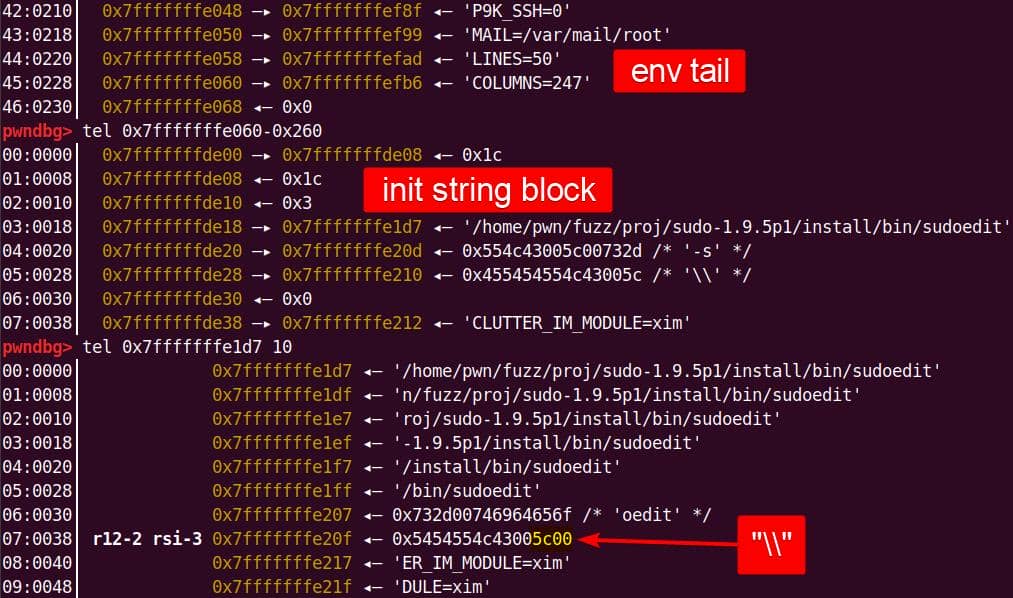 42:0210│ 0x7fffffffe048 —▸ 0x7fffffffef8f ◂— 'P9K_SSH=0'
43:0218│ 0x7fffffffe050 —▸ 0x7fffffffef99 ◂— 'MAIL=/var/mail/root'
44:0220│ 0x7fffffffe058 —▸ 0x7fffffffefad ◂— 'LINES=50'
45:0228│ 0x7fffffffe060 —▸ 0x7fffffffefb6 ◂— 'COLUMNS=247'
env tail
46:0230│ 0x7fffffffe068 ◂— 0x0
pwndbg> tel 0x7fffffffe060-0x260
00:0000│ 0x7fffffffde00 —▸ 0x7fffffffde08 ◂— 0x1c
01:0008│ 0x7fffffffde08 ◂— 0x1c
init string block
02:0010│ 0x7fffffffde10 ◂— 0x3
03:0018│ 0x7fffffffde18 —▸ 0x7fffffffe1d7 ◂— '/home/pwn/fuzz/proj/sudo-1.9.5p1/install/bin/sudoedit'
04:0020│ 0x7fffffffde20 —▸ 0x7fffffffe20d ◂— 0x554c43005c00732d /* '-s' */
05:0028│ 0x7fffffffde28 —▸ 0x7fffffffe210 ◂— 0x455454554c43005c /* '\\' */
06:0030│ 0x7fffffffde30 ◂— 0x0
07:0038│ 0x7fffffffde38 —▸ 0x7fffffffe212 ◂— 'CLUTTER_IM_MODULE=xim'
pwndbg> tel 0x7fffffffe1d7 10
00:0000│ 0x7fffffffe1d7 ◂— '/home/pwn/fuzz/proj/sudo-1.9.5p1/install/bin/sudoedit'
01:0008│ 0x7fffffffe1df ◂— 'n/fuzz/proj/sudo-1.9.5p1/install/bin/sudoedit'
02:0010│ 0x7fffffffe1e7 ◂— 'roj/sudo-1.9.5p1/install/bin/sudoedit'
03:0018│ 0x7fffffffe1ef ◂— '-1.9.5p1/install/bin/sudoedit'
04:0020│ 0x7fffffffe1f7 ◂— '/install/bin/sudoedit'
05:0028│ 0x7fffffffe1ff ◂— '/bin/sudoedit'
06:0030│ 0x7fffffffe207 ◂— 0x732d00746964656f /* 'oedit' */
07:0038│ r12-2 rsi-3 0x7fffffffe20f ◂— 0x5454554c43005c00
"\\"
08:0040│ 0x7fffffffe217 ◂— 'ER_IM_MODULE=xim'
09:0048│ 0x7fffffffe21f ◂— 'DULE=xim'